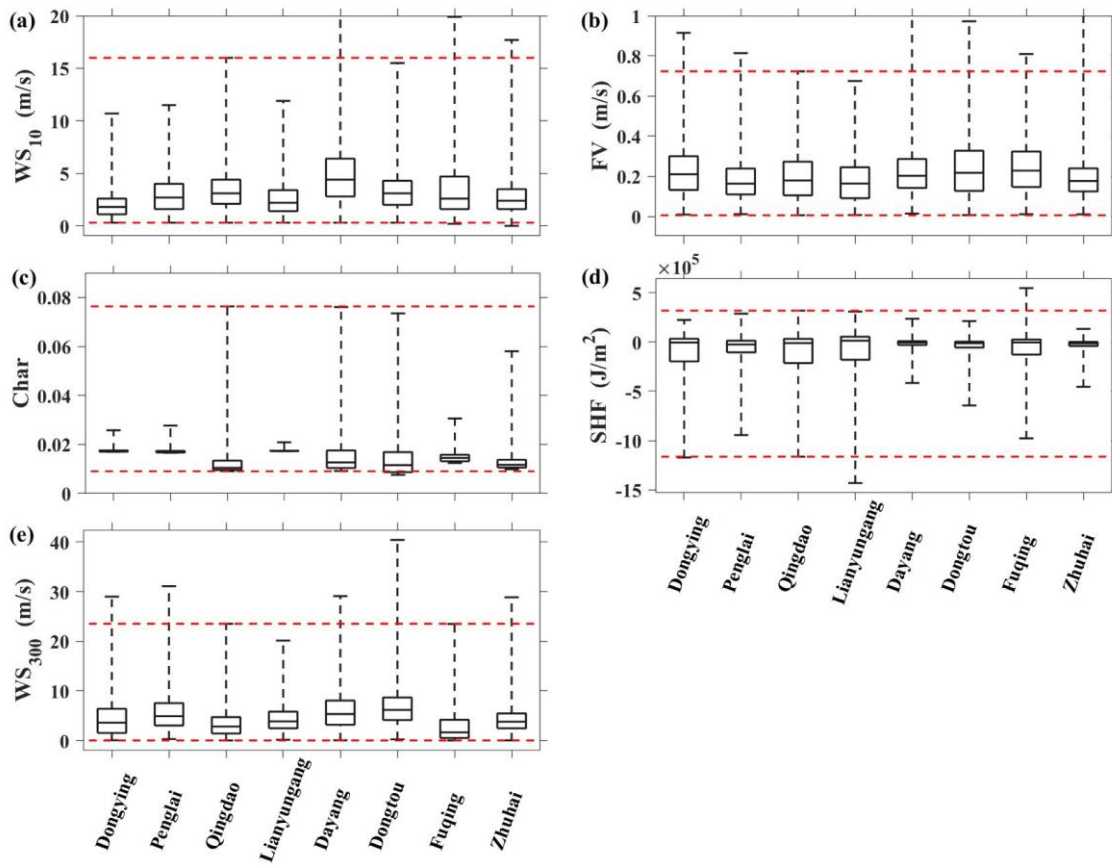 (a)
20
15
10
5
0
WS10 (m/s)
(b)
1
0.8
0.6
0.4
0.2
0
FV (m/s)
(c)
0.08
0.06
0.04
0.02
0
Char
(d)
×10^5
5
0
-5
-10
-15
SHF (J/m²)
Dongying
Penglai
Qingdao
Lianyungang
Dayang
Dongtou
Fuqing
Zhuhai
(e)
40
30
20
10
0
WS300 (m/s)
Dongying
Penglai
Qingdao
Lianyungang
Dayang
Dongtou
Fuqing
Zhuhai